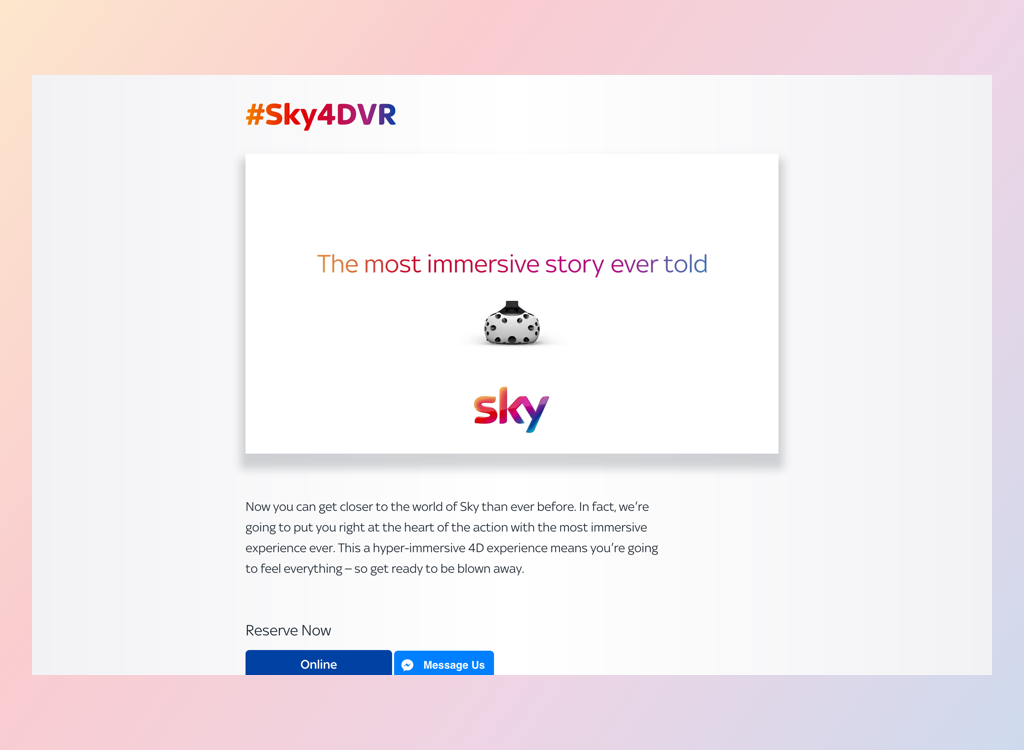 #Sky4DVR
The most immersive story ever told
sky
Now you can get closer to the world of Sky than ever before. In fact, we’re
going to put you right at the heart of the action with the most immersive
experience ever. This a hyper-immersive 4D experience means you’re going
to feel everything – so get ready to be blown away.
Reserve Now
Online
Message Us